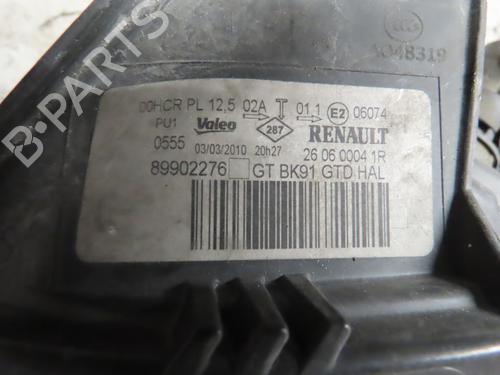 B-PARTS
A048319
00HCR PL 12,5 02A T 01.1 E2 06074
PU1 Valeo 287 RENAULT
0555 03/03/2010 20h27 26 06 0004 1R
89902276 GT BK91 GTD HAL